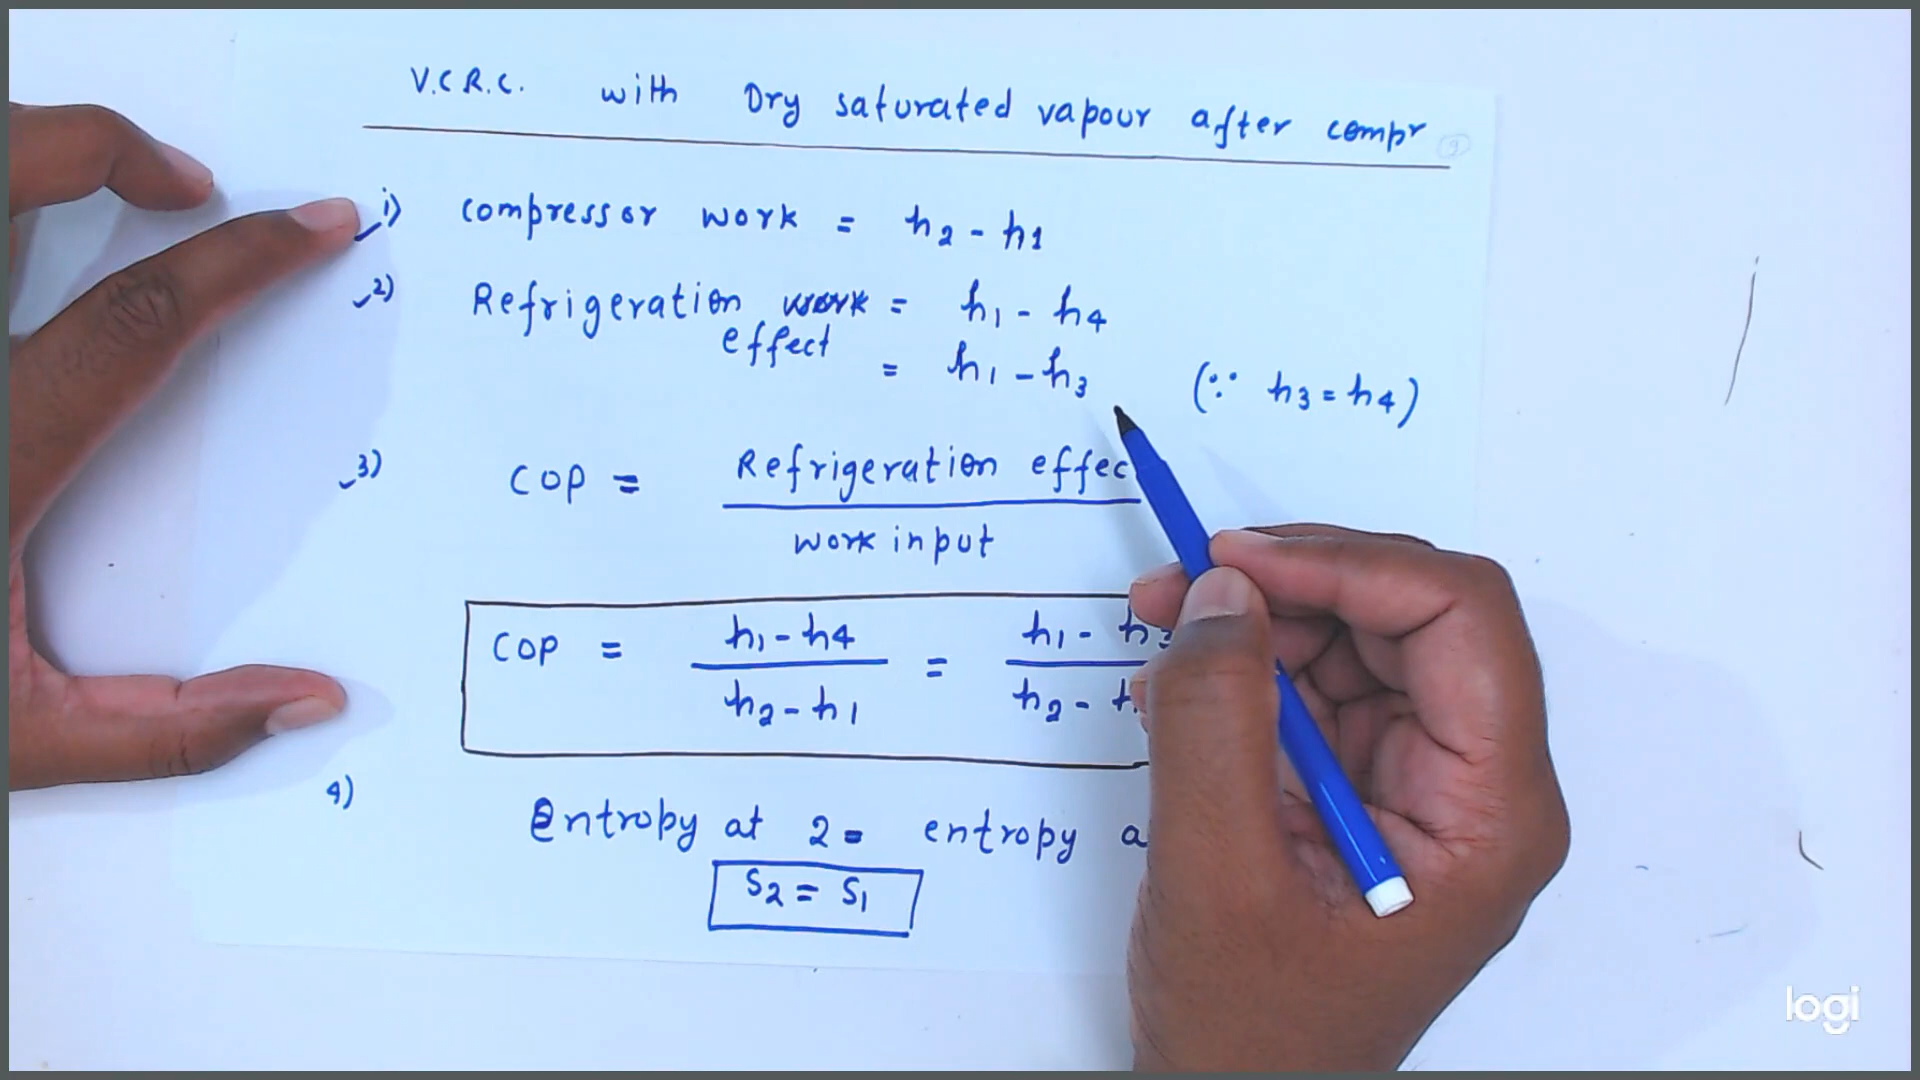 V.C.R.C. with Dry saturated vapour after compr
1) compressor work = h2 - h1
2) Refrigeration work = h1 - h4
effect
= h1 - h3 (∵ h3 = h4)
3) COP = Refrigeration effec
work input
COP = h1 - h4 = h1 - h3
h2 - h1 h2 -
4) Entropy at 2 = entropy a
S2 = S1
logi